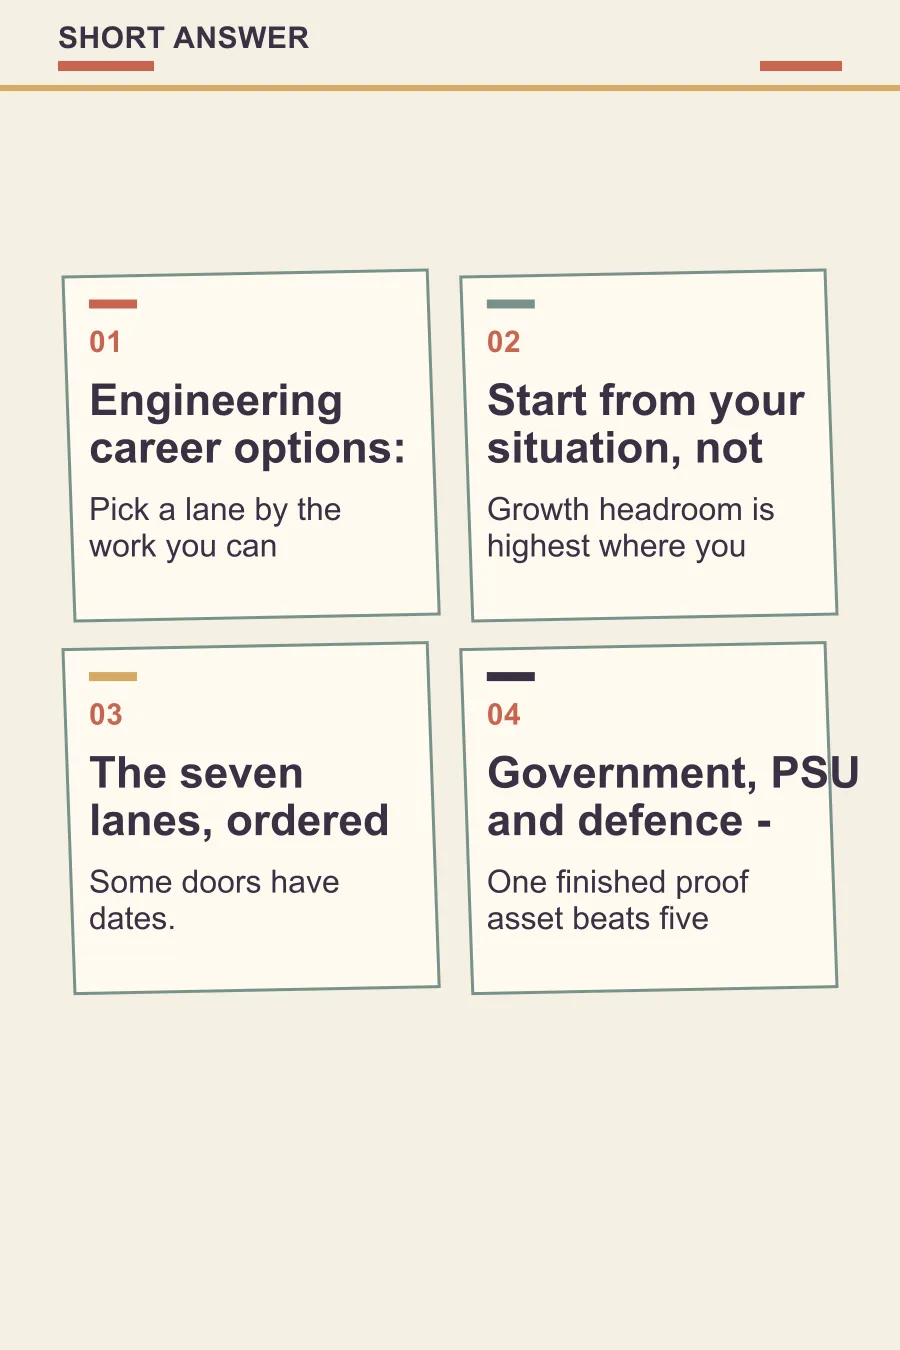 SHORT ANSWER
01
Engineering
career options:
Pick a lane by the
work you can
02
Start from your
situation, not
Growth headroom is
highest where you
03
The seven
lanes, ordered
Some doors have
dates.
04
Government, PSU
and defence -
One finished proof
asset beats five